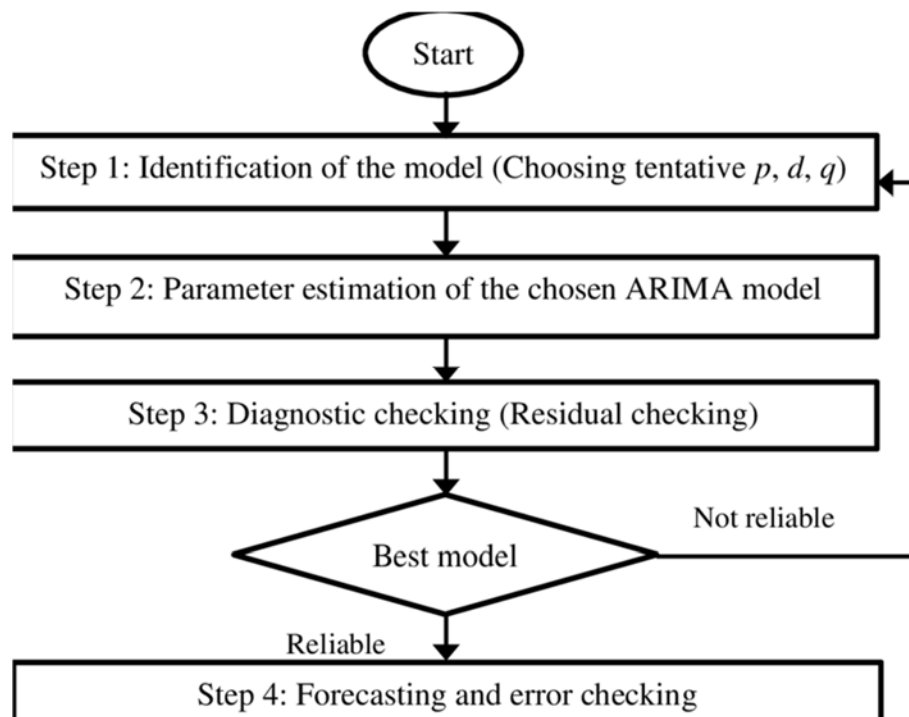 Start
Step 1: Identification of the model (Choosing tentative p, d, q)
Step 2: Parameter estimation of the chosen ARIMA model
Step 3: Diagnostic checking (Residual checking)
Not reliable
Best model
Reliable
Step 4: Forecasting and error checking